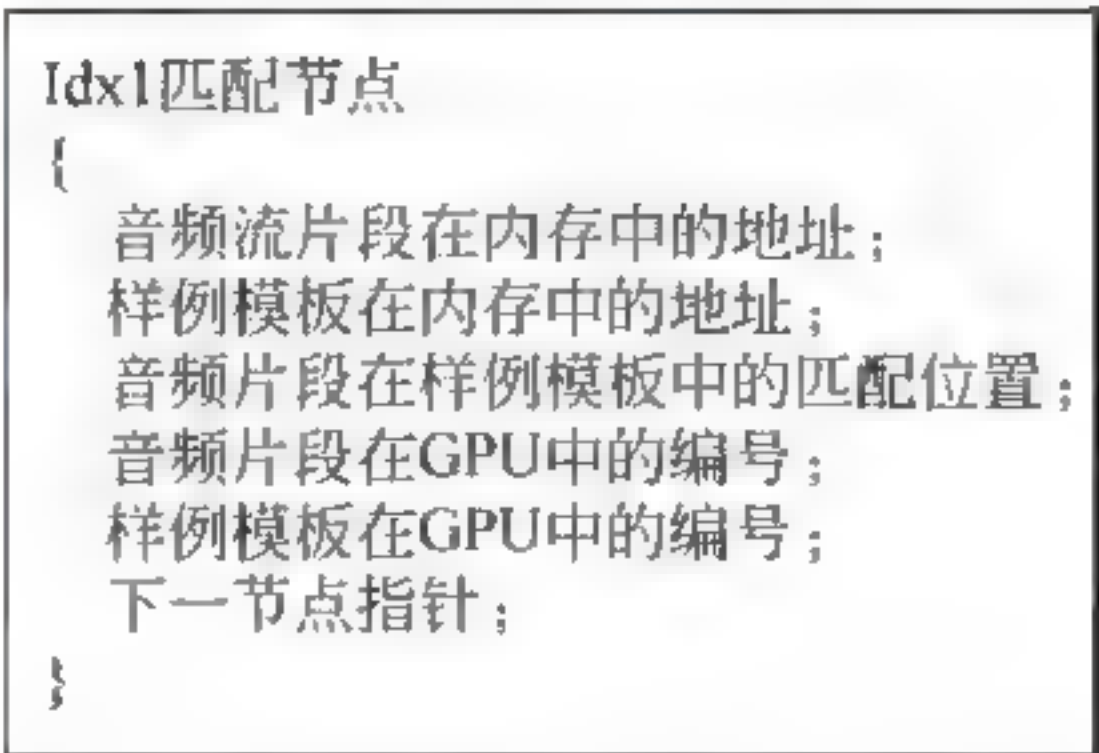 Idx1匹配节点
{
音频流片段在内存中的地址;
样例模板在内存中的地址;
音频片段在样例模板中的匹配位置;
音频片段在GPU中的编号;
样例模板在GPU中的编号;
下一节点指针;
}